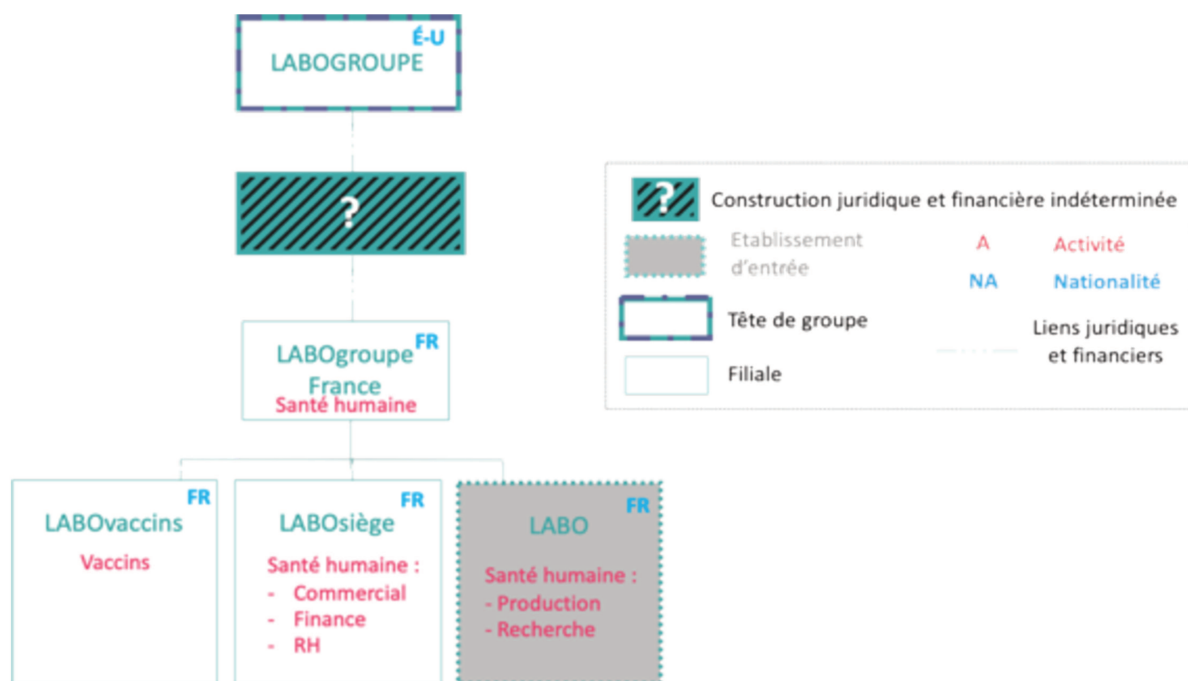 É-U
LABOGROUPE
?
FR
LABOgroupe
France
Santé humaine
FR
LABOvaccins
Vaccins
FR
LABOsiège
Santé humaine :
- Commercial
- Finance
- RH
FR
LABO
Santé humaine :
- Production
- Recherche
? Construction juridique et financière indéterminée
Etablissement
d'entrée
A Activité
NA Nationalité
Tête de groupe
Liens juridiques
et financiers
Filiale